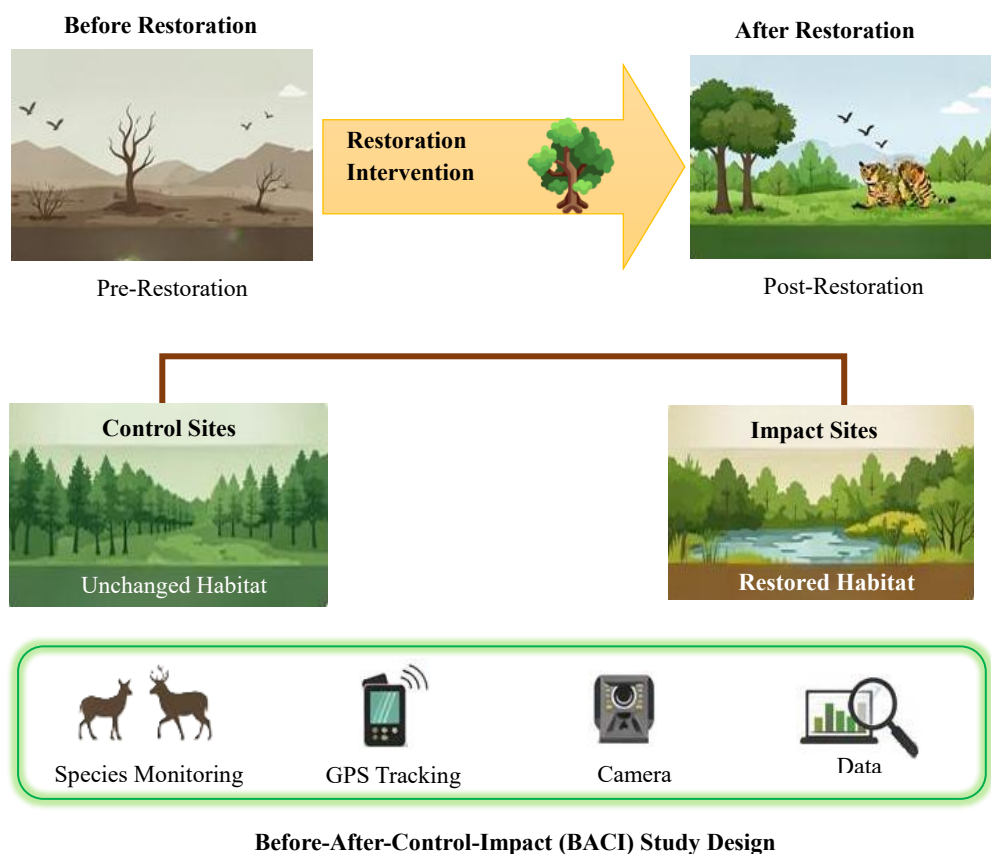 Before Restoration
After Restoration
Restoration
Intervention
Pre-Restoration
Post-Restoration
Control Sites
Impact Sites
Unchanged Habitat
Restored Habitat
Species Monitoring
GPS Tracking
Camera
Data
Before-After-Control-Impact (BACI) Study Design